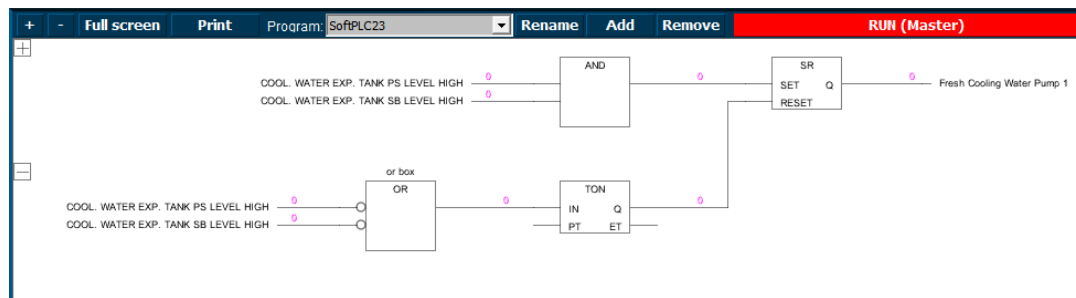 + - Full screen Print Program: SoftPLC23 Rename Add Remove RUN (Master)
AND SR
COOL. WATER EXP. TANK PS LEVEL HIGH 0 0 SET Q 0 Fresh Cooling Water Pump 1
COOL. WATER EXP. TANK SB LEVEL HIGH 0 RESET
or box
OR TON
COOL. WATER EXP. TANK PS LEVEL HIGH 0 0 IN Q 0
COOL. WATER EXP. TANK SB LEVEL HIGH 0 PT ET